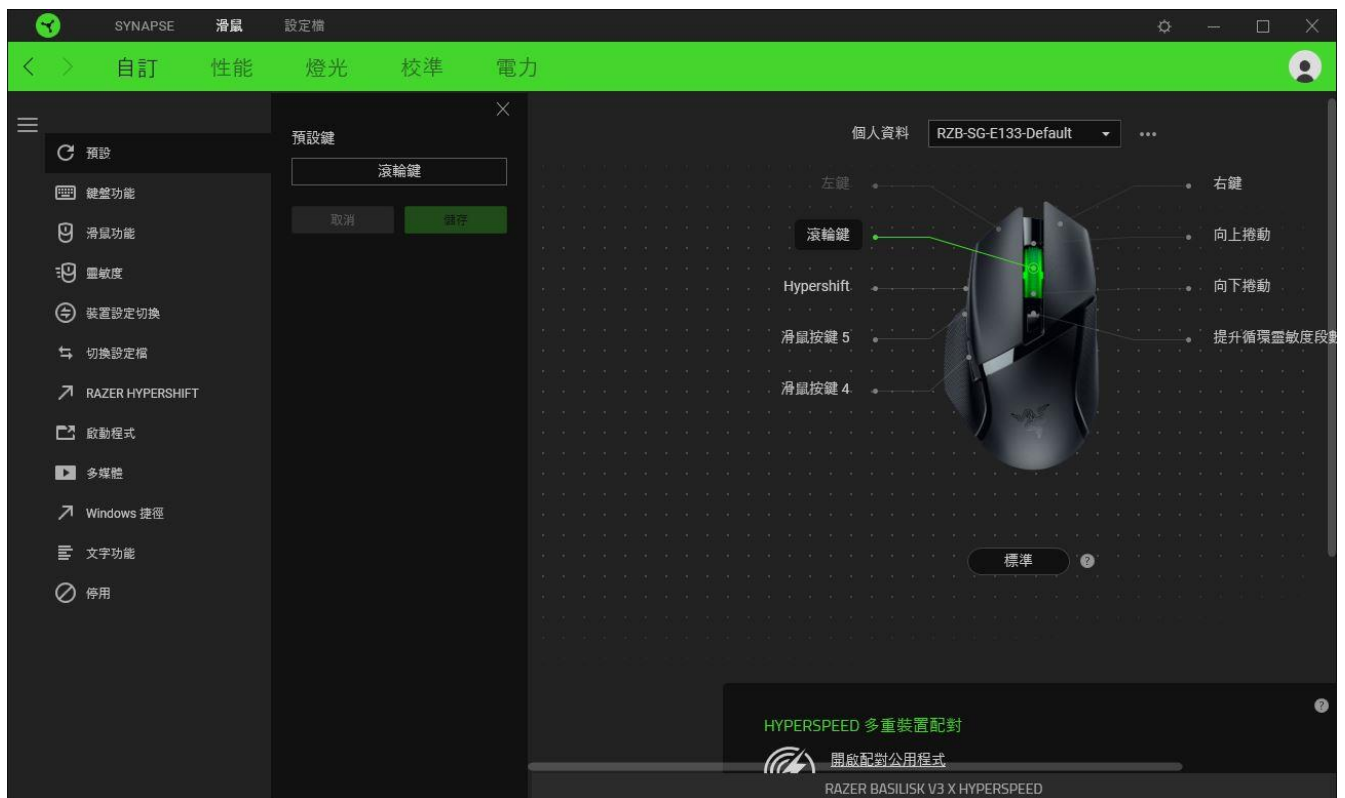 SYNAPSE 滑鼠 設定檔
自訂 性能 燈光 校準 電力
預設
鍵盤功能
滑鼠功能
靈敏度
裝置設定切換
切換設定檔
RAZER HYPERSHIFT
啟動程式
多媒體
Windows 捷徑
文字功能
停用
預設鍵
滾輪鍵
取消 儲存
個人資料 RZB-SG-E133-Default
左鍵
滾輪鍵
Hypershift
滑鼠按鍵 5
滑鼠按鍵 4
右鍵
向上捲動
向下捲動
提升循環靈敏度段數
標準 ?
HYPERSPEED 多重裝置配對 ?
開啟配對公用程式
RAZER BASILISK V3 X HYPERSPEED